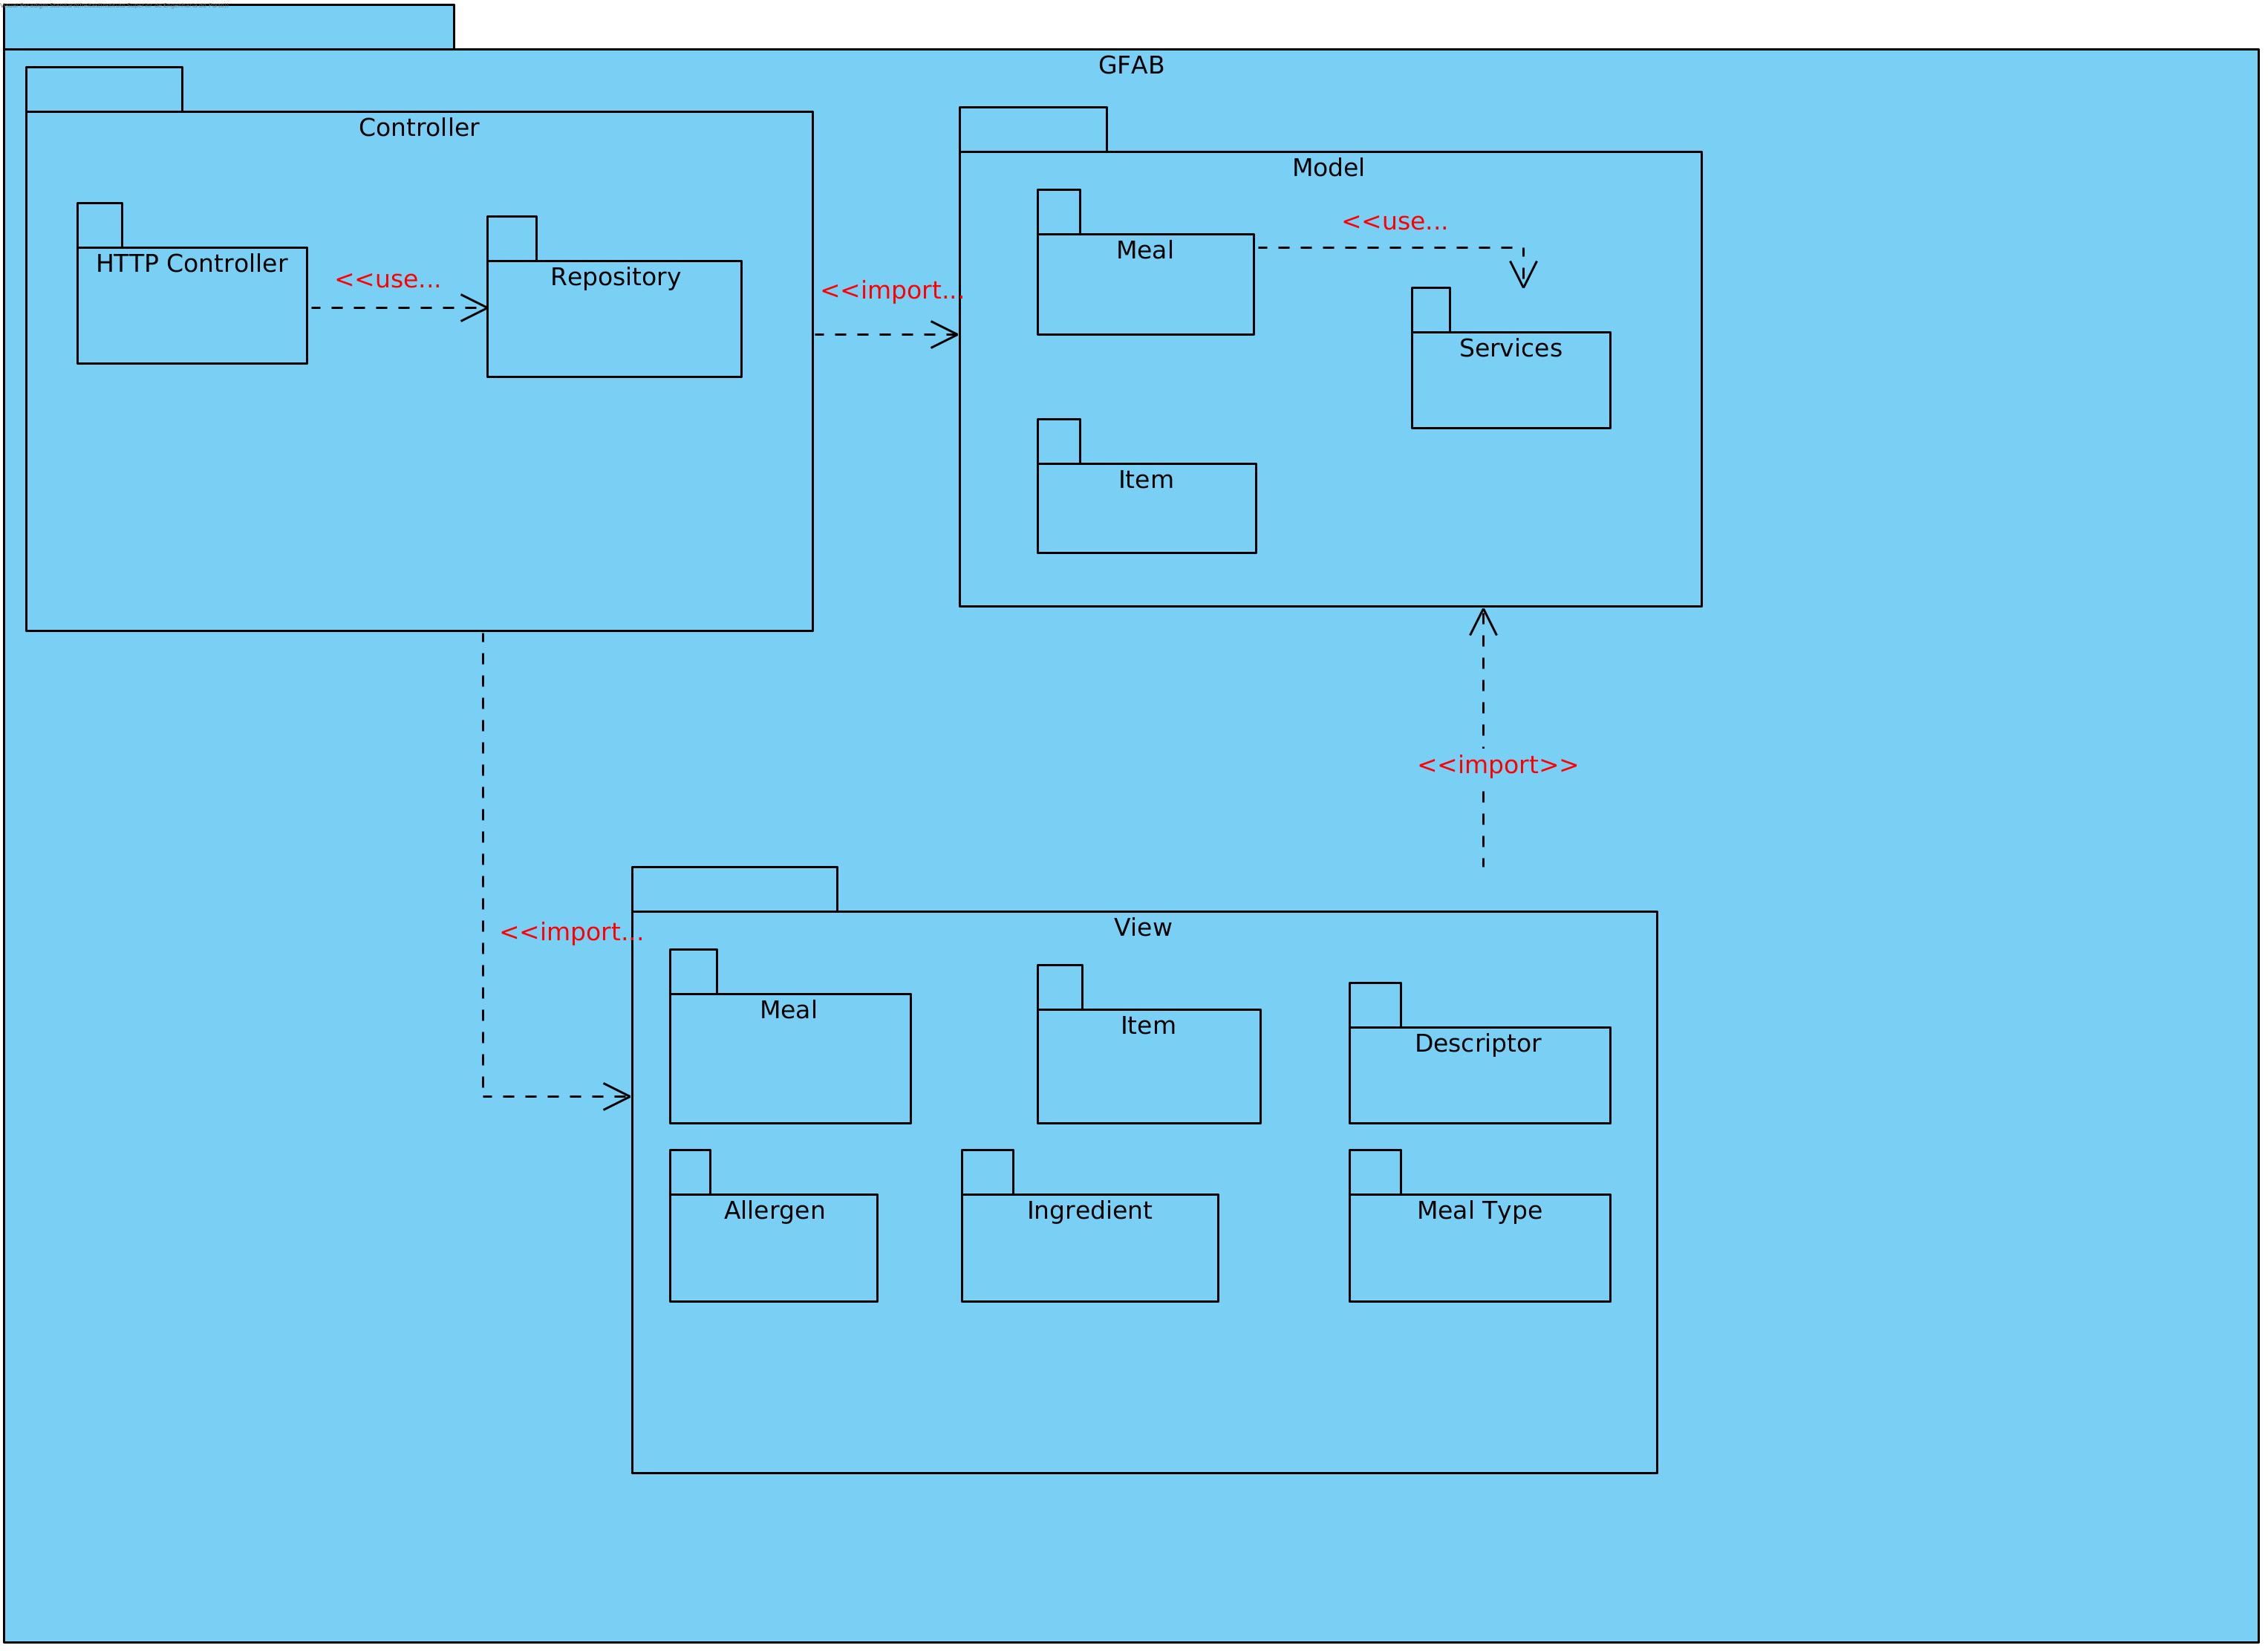 GFAB
Controller
HTTP Controller
<<use...
Repository
<<import...
Model
Meal
<<use...
Services
Item
<<import>>
<<import...
View
Meal
Item
Descriptor
Allergen
Ingredient
Meal Type